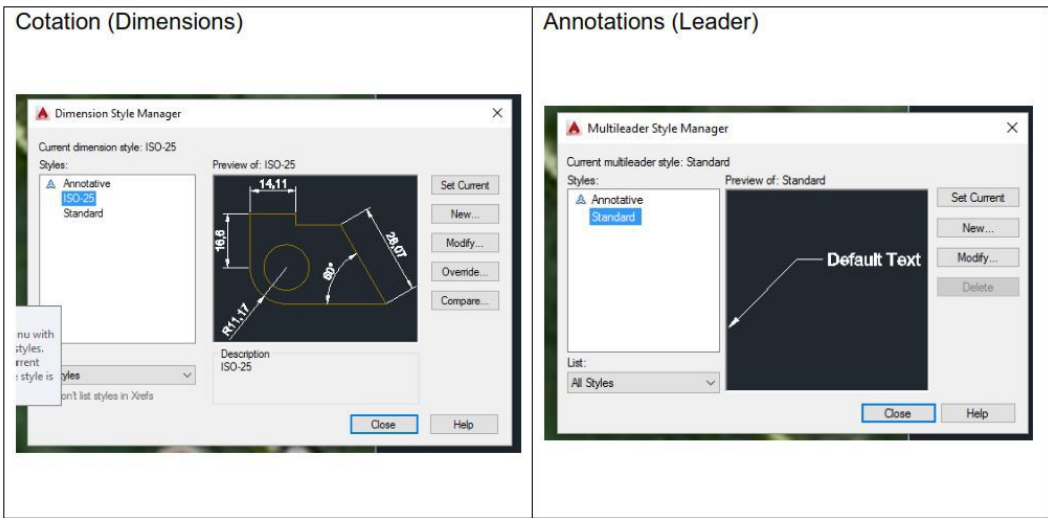 Cotation (Dimensions)
Dimension Style Manager
Current dimension style: ISO-25
Styles:
Annotative
ISO-25
Standard
Preview of: ISO-25
14,11
16,6
28,07
60°
R11,17
Set Current
New...
Modify...
Override...
Compare...
nu with
styles.
rrent
style is
yles
on't list styles in Xrefs
Description
ISO-25
Close
Help
Annotations (Leader)
Multileader Style Manager
Current multileader style: Standard
Styles:
Annotative
Standard
Preview of: Standard
Default Text
Set Current
New...
Modify...
Delete
List:
All Styles
Close
Help